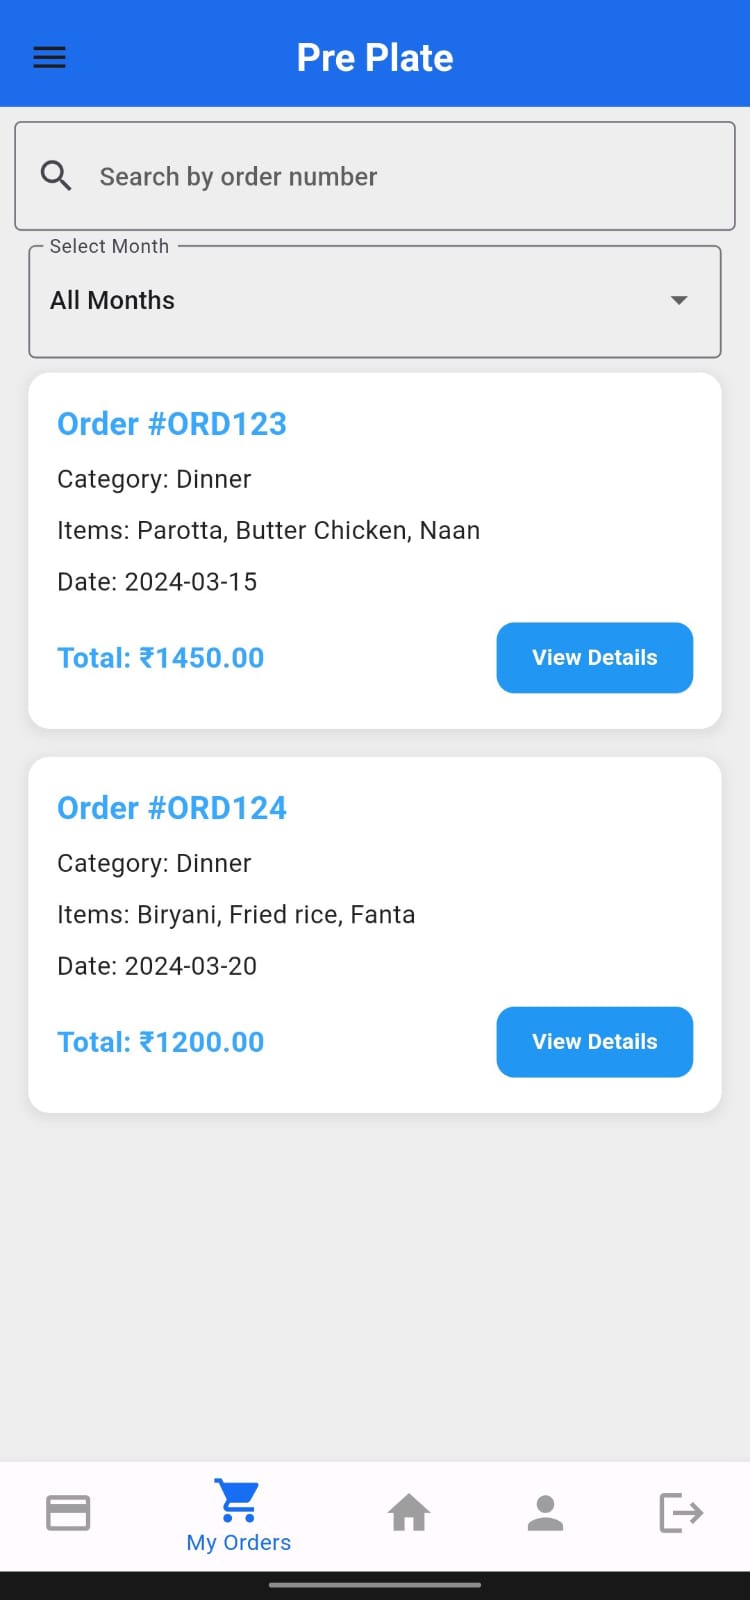 Pre Plate
Search by order number
Select Month
All Months
Order #ORD123
Category: Dinner
Items: Parotta, Butter Chicken, Naan
Date: 2024-03-15
Total: ₹1450.00
View Details
Order #ORD124
Category: Dinner
Items: Biryani, Fried rice, Fanta
Date: 2024-03-20
Total: ₹1200.00
View Details
My Orders